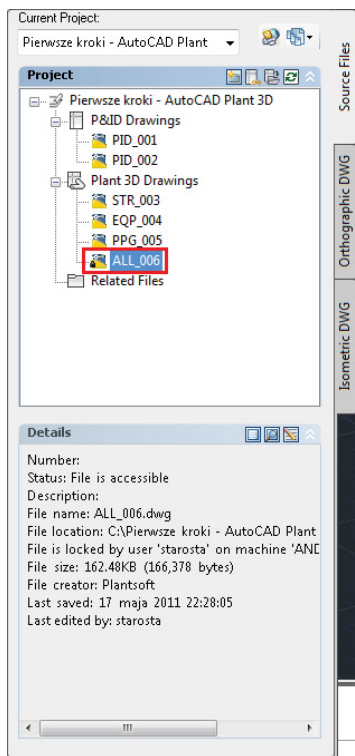 Current Project:
Pierwsze kroki - AutoCAD Plant
Project
Pierwsze kroki - AutoCAD Plant 3D
P&ID Drawings
PID_001
PID_002
Plant 3D Drawings
STR_003
EQP_004
PPG_005
ALL_006
Related Files
Source Files
Orthographic DWG
Isometric DWG
Details
Number:
Status: File is accessible
Description:
File name: ALL_006.dwg
File location: C:\Pierwsze kroki - AutoCAD Plant
File is locked by user 'starosta' on machine 'AND
File size: 162.48KB (166,378 bytes)
File creator: Plantsoft
Last saved: 17 maja 2011 22:28:05
Last edited by: starosta